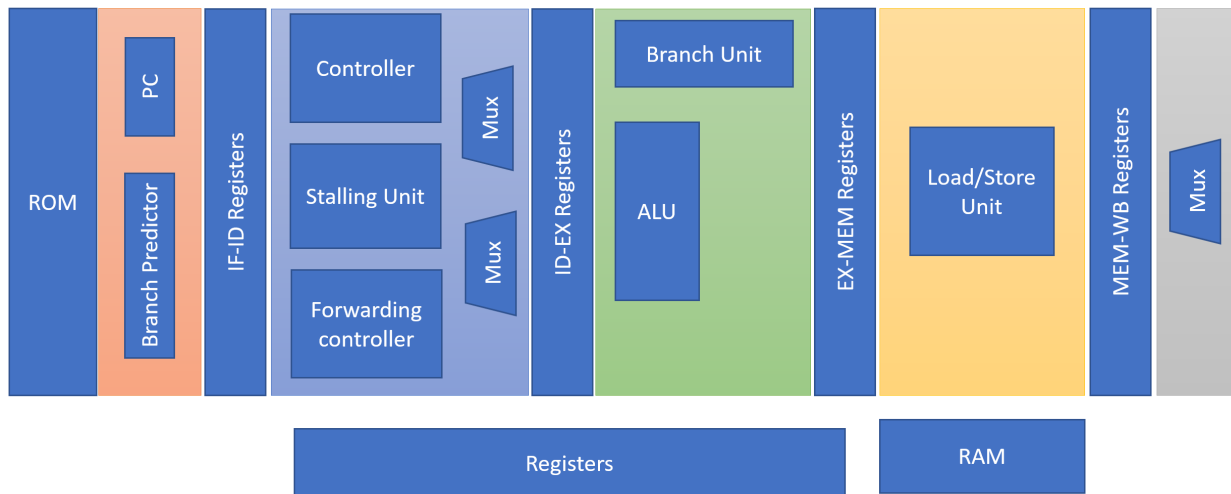 ROM
PC
Branch Predictor
IF-ID Registers
Controller
Stalling Unit
Forwarding
controller
Mux
Mux
ID-EX Registers
Branch Unit
ALU
EX-MEM Registers
Load/Store
Unit
MEM-WB Registers
Mux
Registers
RAM